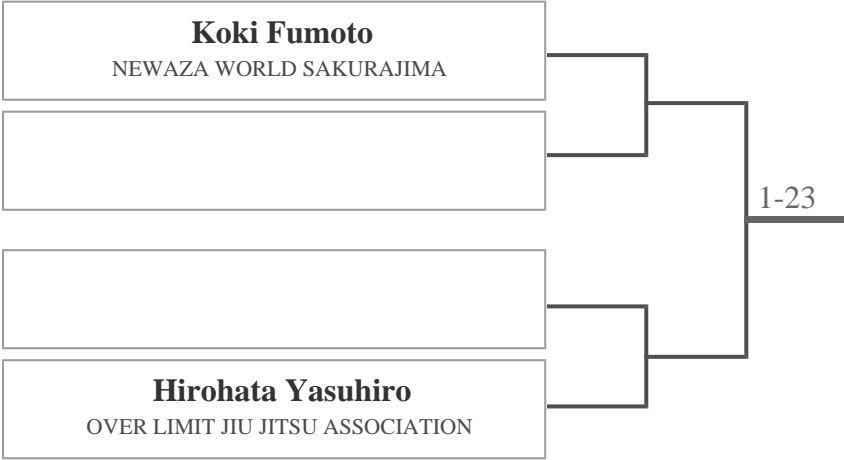 Koki Fumoto
NEWAZA WORLD SAKURAJIMA
1-23
Hirohata Yasuhiro
OVER LIMIT JIU JITSU ASSOCIATION